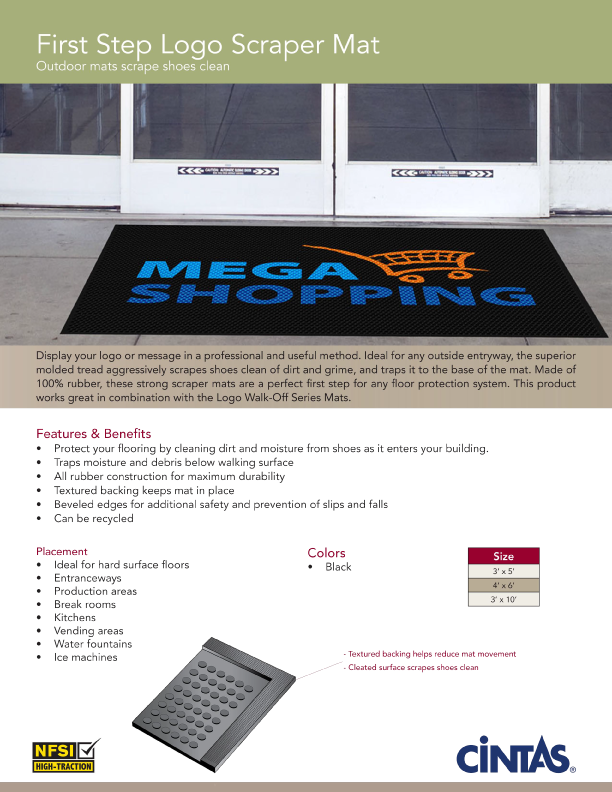 First Step Logo Scraper Mat
Outdoor mats scrape shoes clean
MEGA
SHOPPING
Display your logo or message in a professional and useful method. Ideal for any outside entryway, the superior
molded tread aggressively scrapes shoes clean of dirt and grime, and traps it to the base of the mat. Made of
100% rubber, these strong scraper mats are a perfect first step for any floor protection system. This product
works great in combination with the Logo Walk-Off Series Mats.
Features & Benefits
• Protect your flooring by cleaning dirt and moisture from shoes as it enters your building.
• Traps moisture and debris below walking surface
• All rubber construction for maximum durability
• Textured backing keeps mat in place
• Beveled edges for additional safety and prevention of slips and falls
• Can be recycled
Placement
• Ideal for hard surface floors
• Entranceways
• Production areas
• Break rooms
• Kitchens
• Vending areas
• Water fountains
• Ice machines
Colors
• Black
Size
3' x 5'
4' x 6'
3' x 10'
- Textured backing helps reduce mat movement
- Cleated surface scrapes shoes clean
NFSI
HIGH-TRACTION
CINTAS®